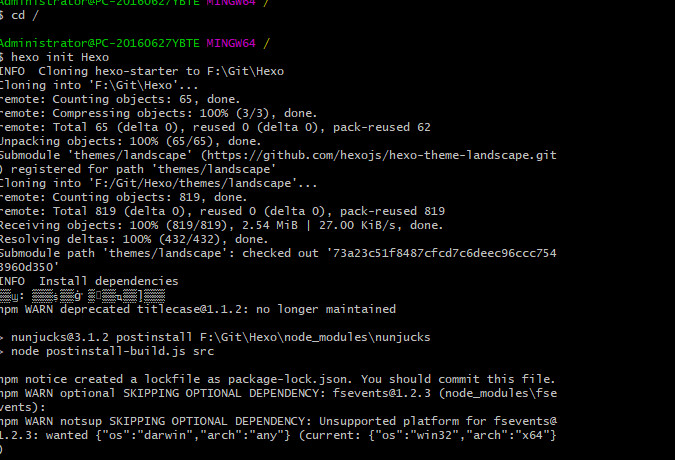 Administrator@PC-20160627YBTE MINGW64 /
$ cd /
Administrator@PC-20160627YBTE MINGW64 /
$ hexo init Hexo
INFO  Cloning hexo-starter to F:\Git\Hexo
Cloning into 'F:\Git\Hexo'...
remote: Counting objects: 65, done.
remote: Compressing objects: 100% (3/3), done.
remote: Total 65 (delta 0), reused 0 (delta 0), pack-reused 62
Unpacking objects: 100% (65/65), done.
Submodule 'themes/landscape' (https://github.com/hexojs/hexo-theme-landscape.git
) registered for path 'themes/landscape'
Cloning into 'F:/Git/Hexo/themes/landscape'...
remote: Counting objects: 819, done.
remote: Total 819 (delta 0), reused 0 (delta 0), pack-reused 819
Receiving objects: 100% (819/819), 2.54 MiB | 27.00 KiB/s, done.
Resolving deltas: 100% (432/432), done.
Submodule path 'themes/landscape': checked out '73a23c51f8487cfcd7c6deec96ccc754
3960d350'
INFO  Install dependencies
npm WARN deprecated titlecase@1.1.2: no longer maintained
> nunjucks@3.1.2 postinstall F:\Git\Hexo\node_modules\nunjucks
> node postinstall-build.js src
npm notice created a lockfile as package-lock.json. You should commit this file.
npm WARN optional SKIPPING OPTIONAL DEPENDENCY: fsevents@1.2.3 (node_modules\fse
vents):
npm WARN notsup SKIPPING OPTIONAL DEPENDENCY: Unsupported platform for fsevents@
1.2.3: wanted {"os":"darwin","arch":"any"} (current: {"os":"win32","arch":"x64"}
)